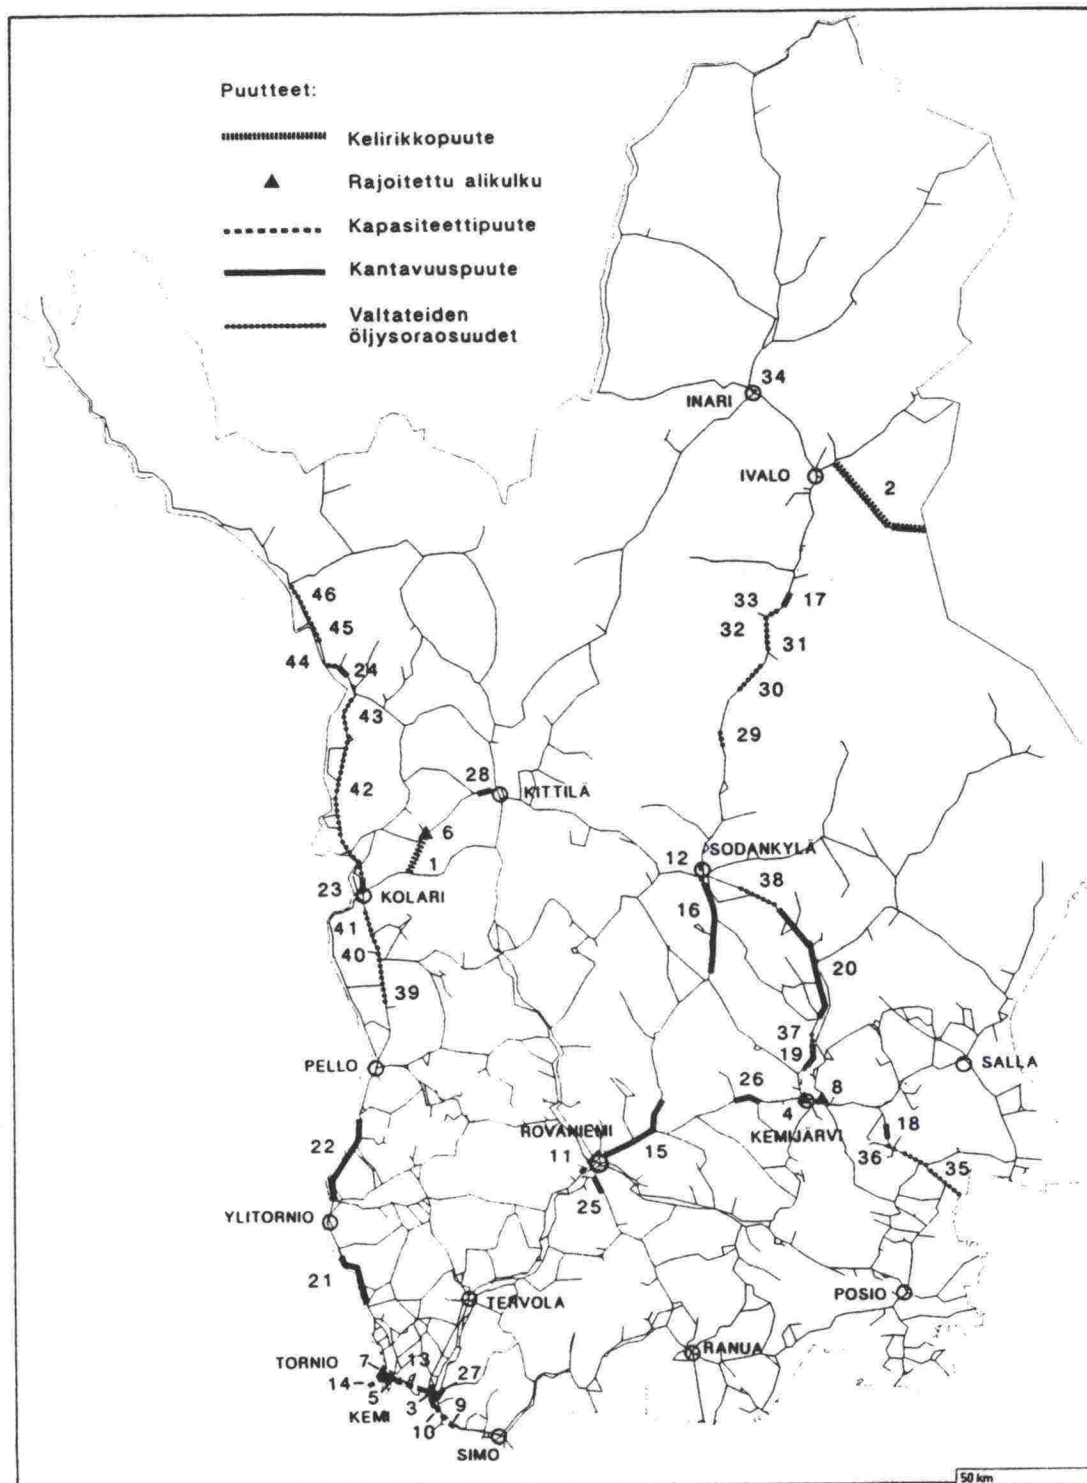 Puutteet:
Kelirikkopuute
Rajoitettu alikulku
Kapasiteettipuute
Kantavuuspuute
Valtateiden
öljysoraosuudet
34
INARI
IVALO
2
46
45
44
24
43
42
33
17
32
31
30
29
28
KITTILÄ
6
1
23
KOLARI
41
40
39
12
SODANKYLÄ
38
16
20
37
19
SALLA
PELLO
26
8
4
KEMIJÄRVI
18
36
35
ROVANIEMI
11
15
25
22
YLITORNIO
21
TERVOLA
POSIO
RANUA
TORNIO
7
13
14
5
27
3
9
KEMI
10
SIMO
50 km